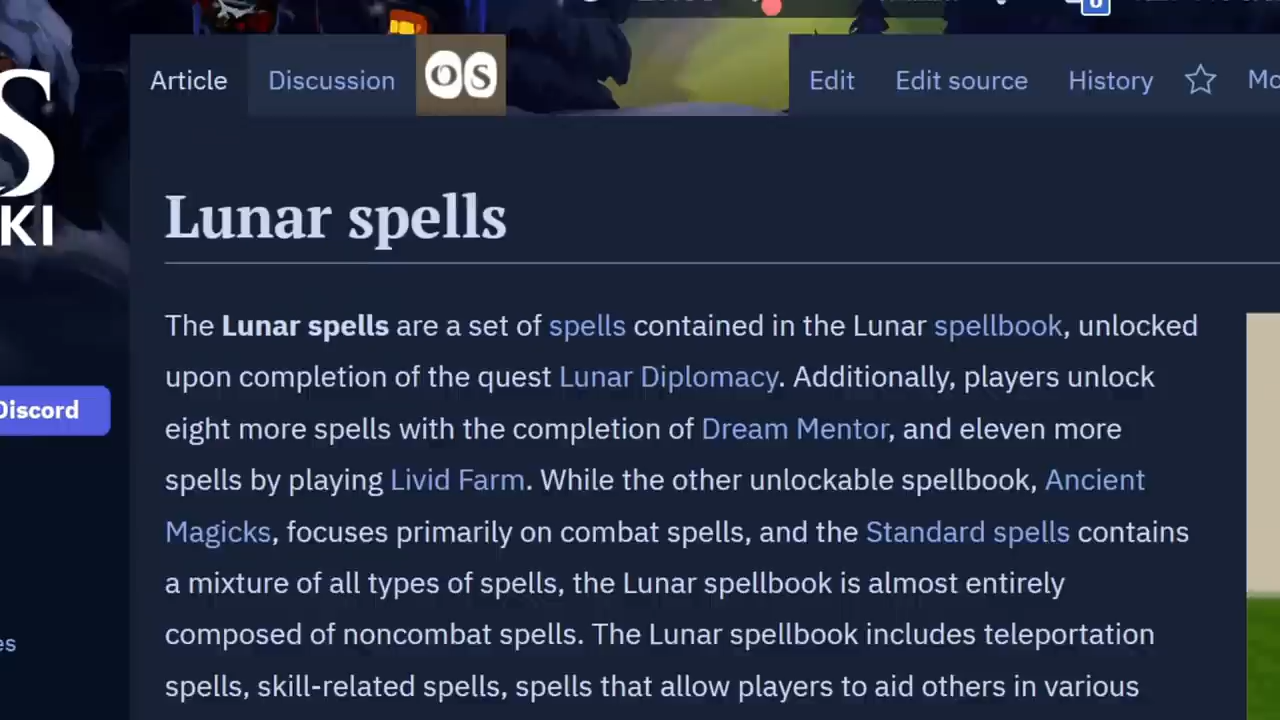 Article Discussion OS Edit Edit source History
S
KI
Lunar spells
The Lunar spells are a set of spells contained in the Lunar spellbook, unlocked
upon completion of the quest Lunar Diplomacy. Additionally, players unlock
Discord
eight more spells with the completion of Dream Mentor, and eleven more
spells by playing Livid Farm. While the other unlockable spellbook, Ancient
Magicks, focuses primarily on combat spells, and the Standard spells contains
a mixture of all types of spells, the Lunar spellbook is almost entirely
composed of noncombat spells. The Lunar spellbook includes teleportation
es
spells, skill-related spells, spells that allow players to aid others in various